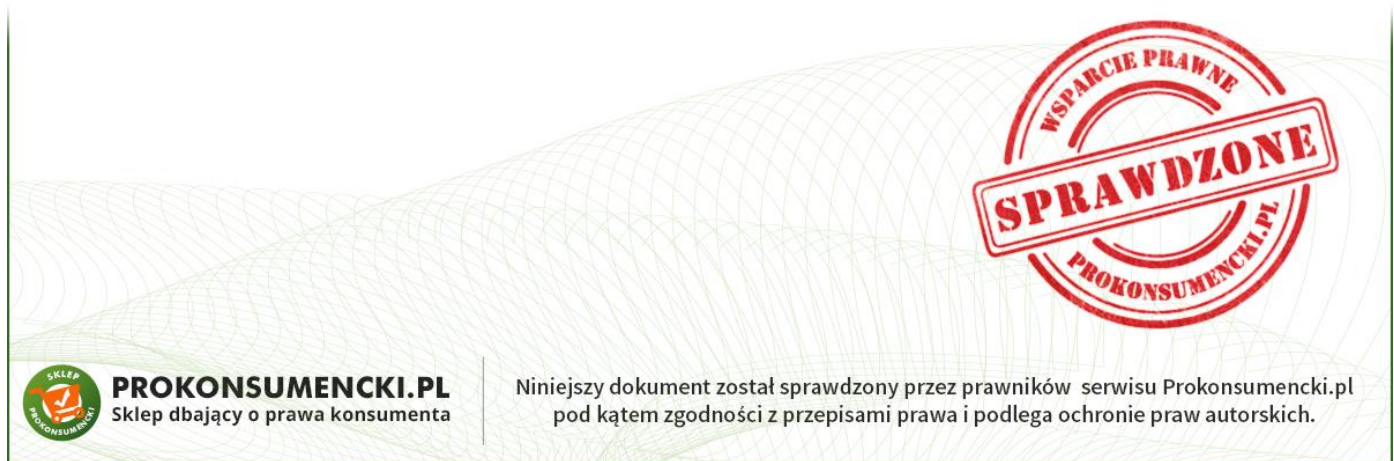 WSPARCIE PRAWNE
SPRAWDZONE
PROKONSUMENCKI.PL
SKLEP
PROKONSUMENCKI
PROKONSUMENCKI.PL
Sklep dbający o prawa konsumenta
Niniejszy dokument został sprawdzony przez prawników serwisu Prokonsumencki.pl
pod kątem zgodności z przepisami prawa i podlega ochronie praw autorskich.